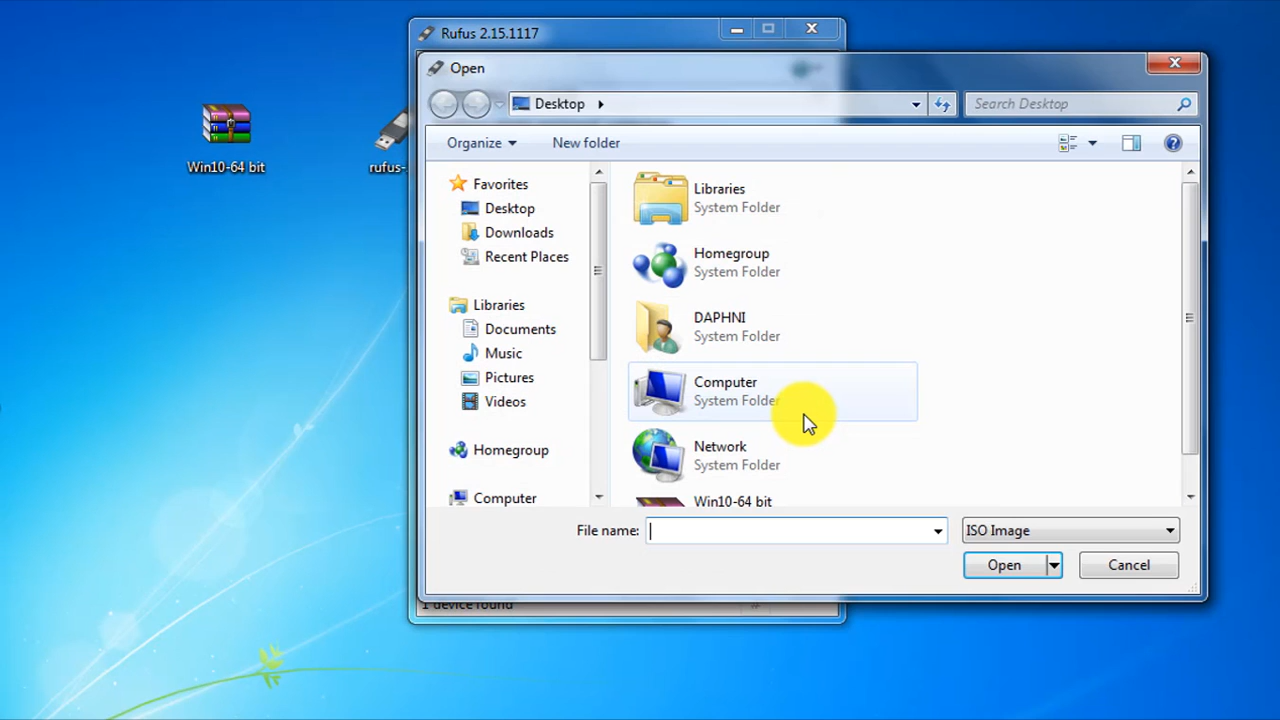 Rufus 2.15.1117
Open
Desktop
Search Desktop
Organize
New folder
Win10-64 bit
rufus-
Favorites
Desktop
Downloads
Recent Places
Libraries
Documents
Music
Pictures
Videos
Homegroup
Computer
Libraries
System Folder
Homegroup
System Folder
DAPHNI
System Folder
Computer
System Folder
Network
System Folder
Win10-64 bit
File name:
ISO Image
Open
Cancel
1 device found